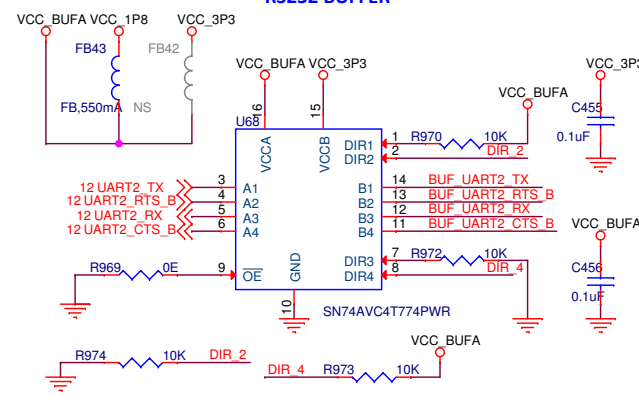 RS232 BUFFER
VCC_BUFA VCC_1P8 VCC_3P3
FB43 FB42
FB,550mA NS
VCC_BUFA VCC_3P3
VCC_BUFA
VCC_3P3
U68
16 15
VCCA VCCB
DIR1 1 R970 10K
DIR2 2 DIR_2
C455
0.1uF
12 UART2_TX 3 A1 B1 14 BUF_UART2_TX
12 UART2_RTS_B 4 A2 B2 13 BUF_UART2_RTS_B
12 UART2_RX 5 A3 B3 12 BUF_UART2_RX
12 UART2_CTS_B 6 A4 B4 11 BUF_UART2_CTS_B
VCC_BUFA
R969 0E 9 OE GND DIR3 7 R972 10K
DIR4 8 DIR_4
C456
0.1uF
10
SN74AVC4T774PWR
R974 10K DIR_2
VCC_BUFA
DIR_4 R973 10K